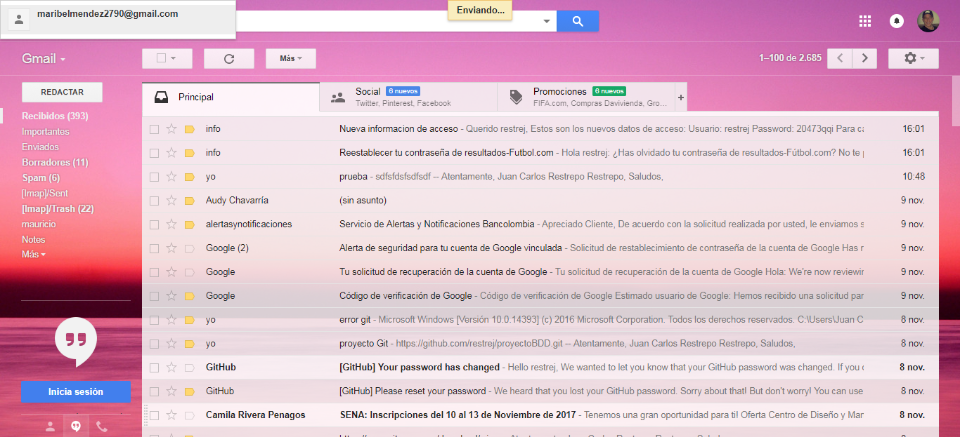 maribelmendez2790@gmail.com
Enviando...
Gmail
Más
1–100 de 2.685
REDACTAR
Recibidos (393)
Importantes
Enviados
Borradores (11)
Spam (6)
[Imap]/Sent
[Imap]/Trash (22)
mauricio
Notes
Más
Inicia sesión
Principal
Social 6 nuevos
Twitter, Pinterest, Facebook
Promociones 6 nuevos
FIFA.com, Compras Davivienda, Gro...
+
info Nueva informacion de acceso - Querido restrej, Estos son los nuevos datos de acceso: Usuario: restrej Password: 20473qqi Para ca 16:01
info Reestablecer tu contraseña de resultados-Futbol.com - Hola restrej: ¿Has olvidado tu contraseña de resultados-Fútbol.com? No te p 16:01
yo prueba - sdfsfdsfsdfsdf -- Atentamente, Juan Carlos Restrepo Restrepo, Saludos, 10:48
Audy Chavarría (sin asunto) 9 nov.
alertasynotificaciones Servicio de Alertas y Notificaciones Bancolombia - Apreciado Cliente, De acuerdo con la solicitud realizada por usted, le enviamos s 9 nov.
Google (2) Alerta de seguridad para tu cuenta de Google vinculada - Solicitud de restablecimiento de contraseña de la cuenta de Google Has r 9 nov.
Google Tu solicitud de recuperación de la cuenta de Google - Tu solicitud de recuperación de la cuenta de Google Hola: We're now reviewin 9 nov.
Google Código de verificación de Google - Código de verificación de Google Estimado usuario de Google: Hemos recibido una solicitud par 9 nov.
yo error git - Microsoft Windows [Versión 10.0.14393] (c) 2016 Microsoft Corporation. Todos los derechos reservados. C:\Users\Juan C 8 nov.
yo proyecto Git - https://github.com/restrej/proyectoBDD.git -- Atentamente, Juan Carlos Restrepo Restrepo, Saludos, 8 nov.
GitHub [GitHub] Your password has changed - Hello restrej, We wanted to let you know that your GitHub password was changed. If you c 8 nov.
GitHub [GitHub] Please reset your password - We heard that you lost your GitHub password. Sorry about that! But don't worry! You can use 8 nov.
Camila Rivera Penagos SENA: Inscripciones del 10 al 13 de Noviembre de 2017 - Tenemos una gran oportunidad para ti! Oferta Centro de Diseño y Mar 8 nov.